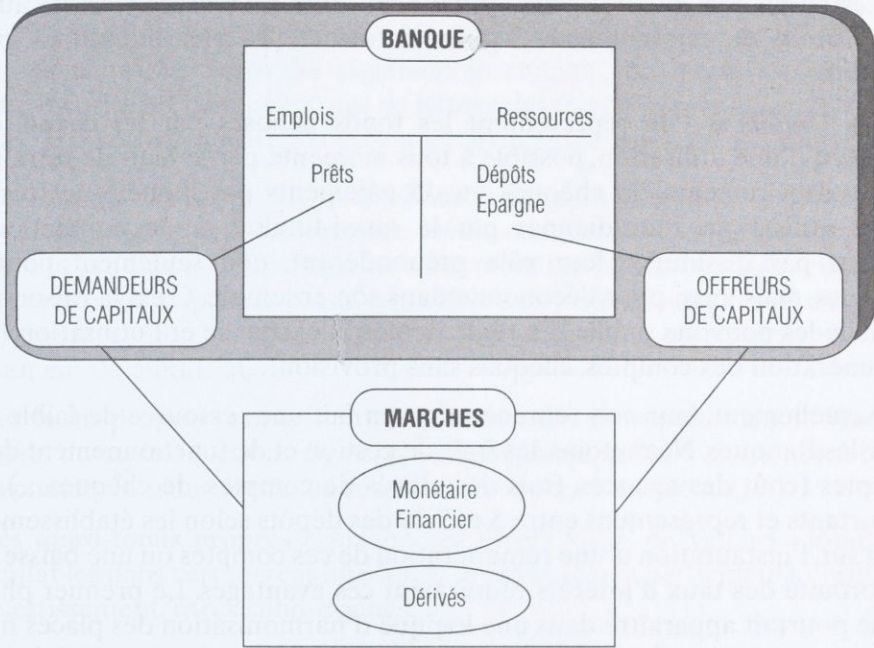 BANQUE
Emplois Ressources
Prêts Dépôts
Epargne
DEMANDEURS OFFREURS
DE CAPITAUX DE CAPITAUX
MARCHES
Monétaire
Financier
Dérivés